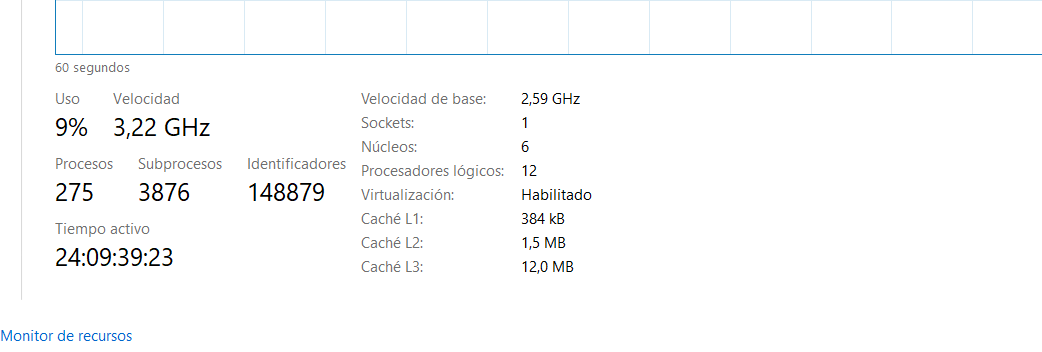 60 segundos
Uso Velocidad
9% 3,22 GHz
Procesos Subprocesos Identificadores
275 3876 148879
Tiempo activo
24:09:39:23
Velocidad de base: 2,59 GHz
Sockets: 1
Núcleos: 6
Procesadores lógicos: 12
Virtualización: Habilitado
Caché L1: 384 kB
Caché L2: 1,5 MB
Caché L3: 12,0 MB
Monitor de recursos